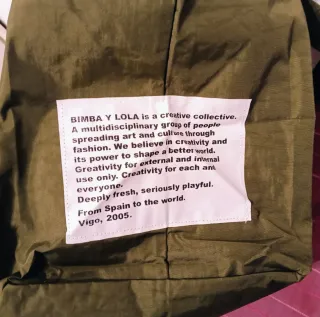 BIMBA Y LOLA is a creative collective.
A multidisciplinary group of people
spreading art and culture through
fashion. We believe in creativity and
its power to shape a better world.
Creativity for external and internal
use only. Creativity for each and
everyone.
Deeply fresh, seriously playful.
From Spain to the world.
Vigo, 2005.